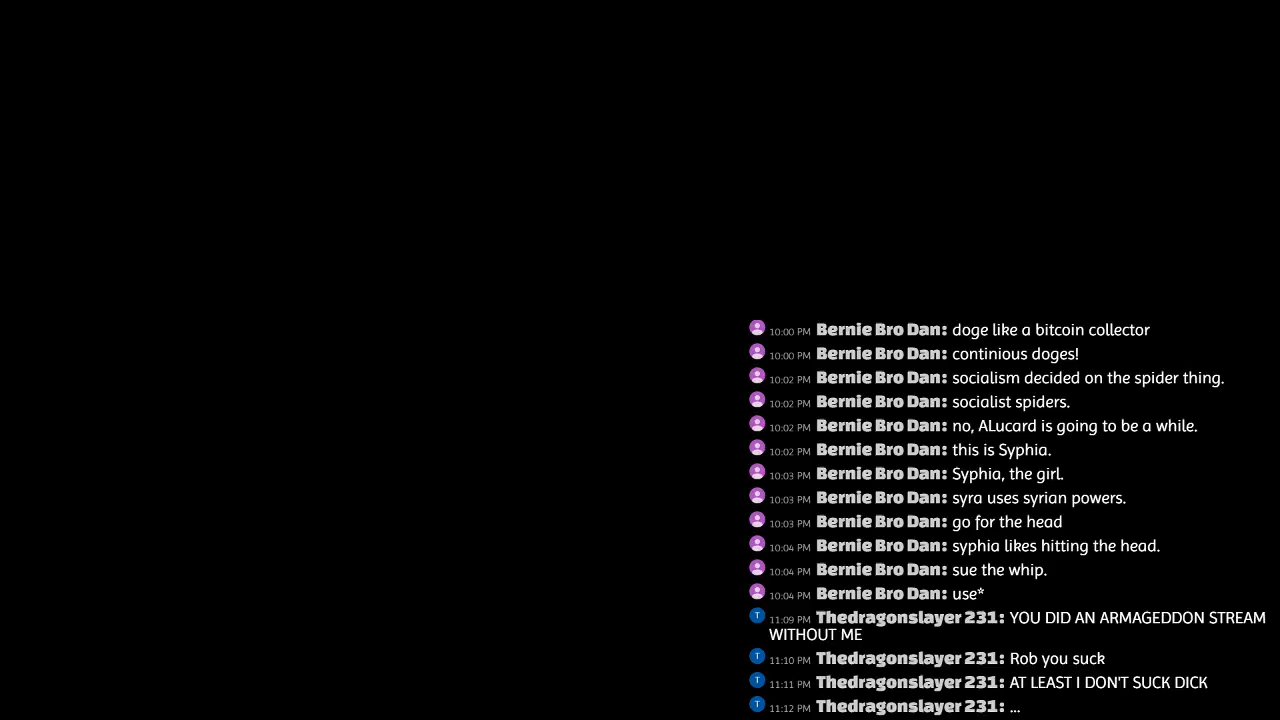 10:00 PM Bernie Bro Dan: doge like a bitcoin collector
10:00 PM Bernie Bro Dan: continious doges!
10:02 PM Bernie Bro Dan: socialism decided on the spider thing.
10:02 PM Bernie Bro Dan: socialist spiders.
10:02 PM Bernie Bro Dan: no, ALucard is going to be a while.
10:02 PM Bernie Bro Dan: this is Syphia.
10:03 PM Bernie Bro Dan: Syphia, the girl.
10:03 PM Bernie Bro Dan: syra uses syrian powers.
10:03 PM Bernie Bro Dan: go for the head
10:04 PM Bernie Bro Dan: syphia likes hitting the head.
10:04 PM Bernie Bro Dan: sue the whip.
10:04 PM Bernie Bro Dan: use*
T 11:09 PM Thedragonslayer 231: YOU DID AN ARMAGEDDON STREAM
WITHOUT ME
T 11:10 PM Thedragonslayer 231: Rob you suck
T 11:11 PM Thedragonslayer 231: AT LEAST I DON'T SUCK DICK
T 11:12 PM Thedragonslayer 231: ...